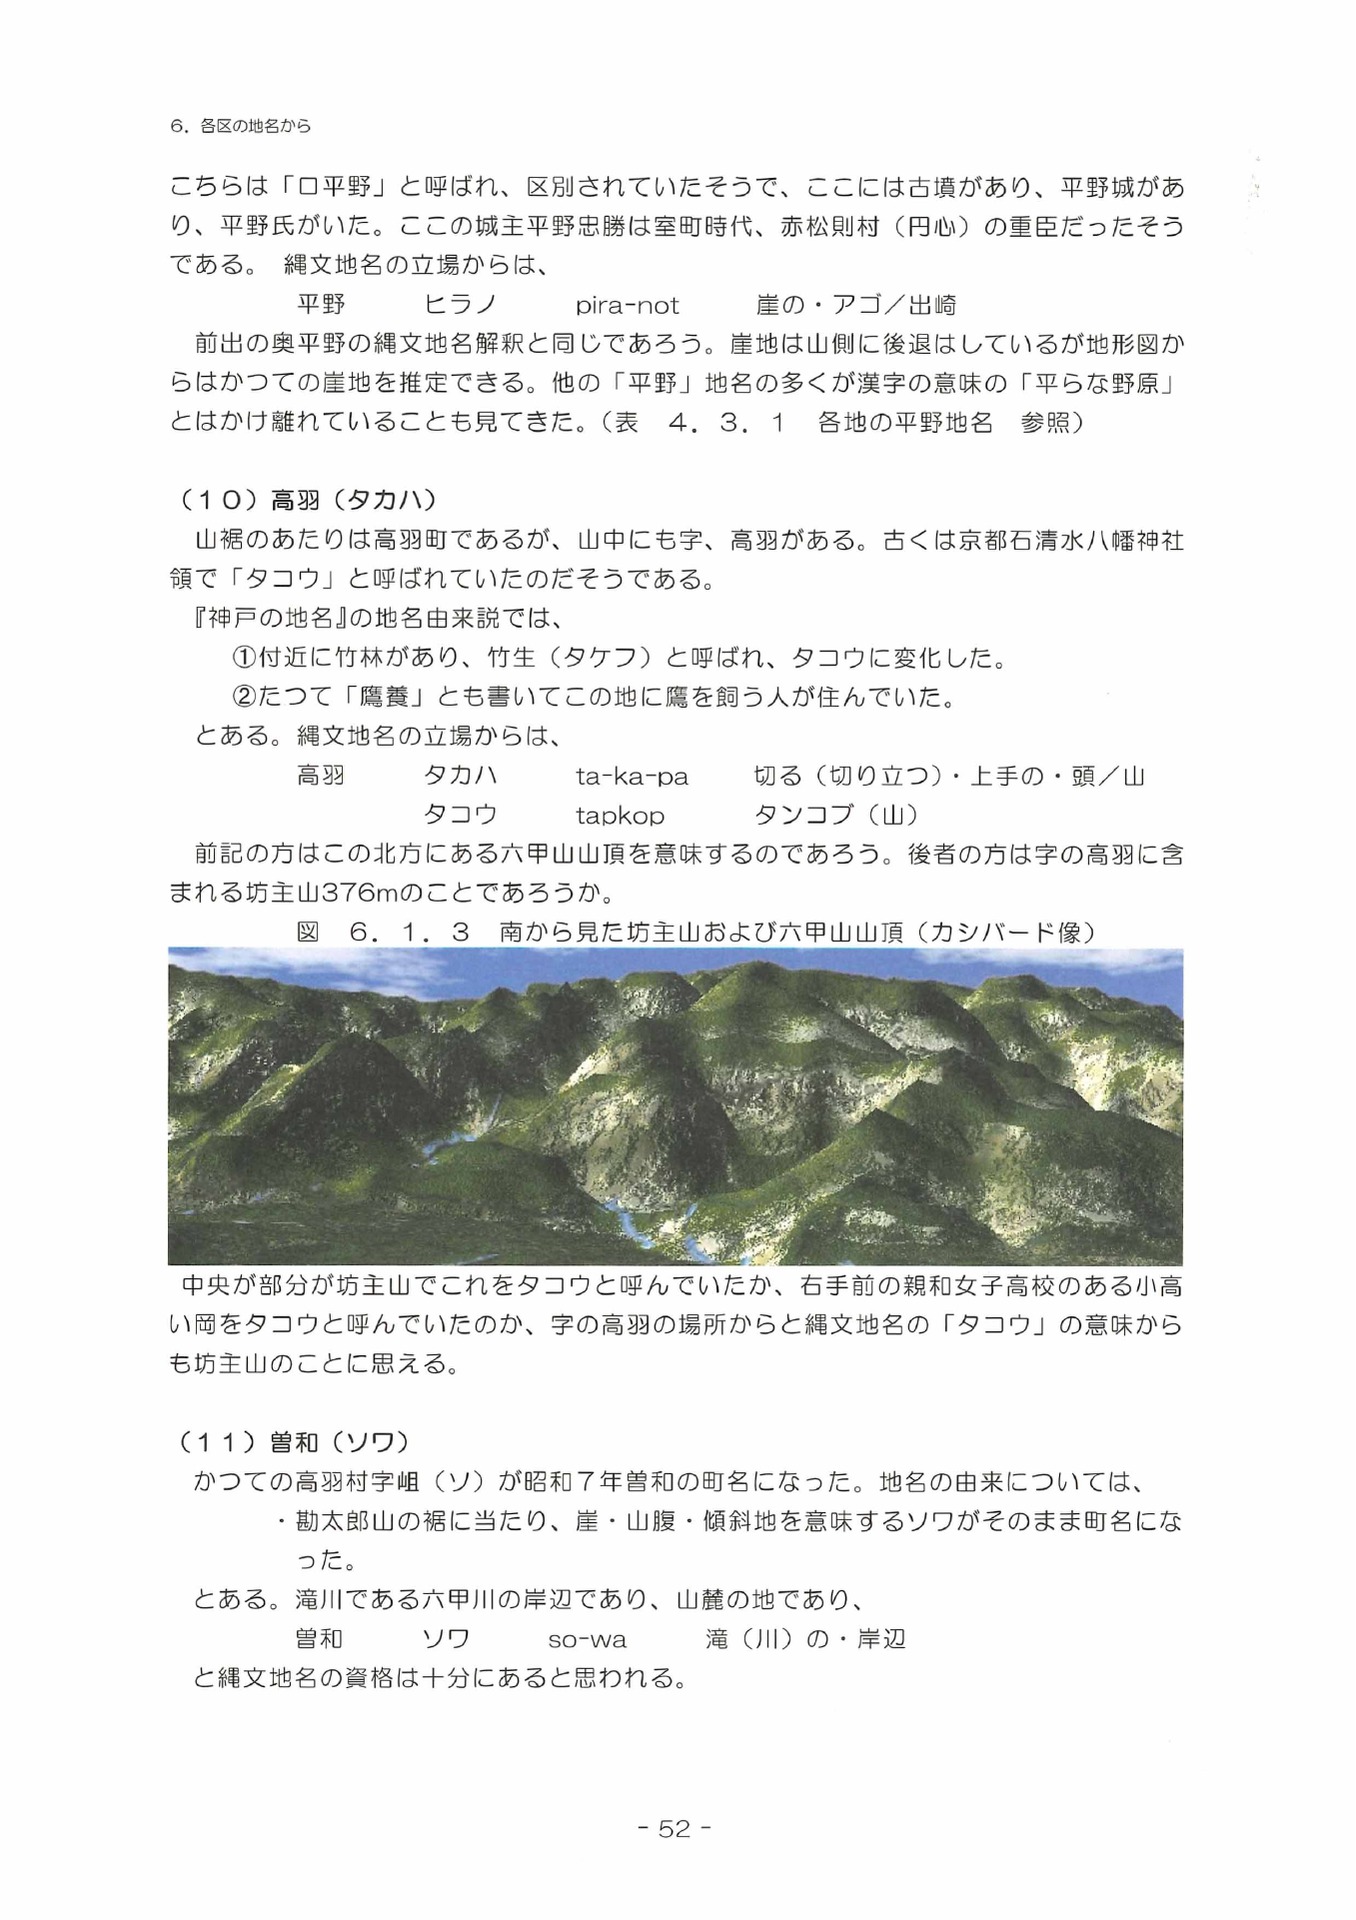 6．各区の地名から
こちらは「口平野」と呼ばれ、区別されていたそうで、ここには古墳があり、平野城があ
り、平野氏がいた。ここの城主平野忠勝は室町時代、赤松則村（円心）の重臣だったそう
である。　縄文地名の立場からは、
平野　ヒラノ　pira-not　崖の・アゴ／出崎
前出の奥平野の縄文地名解釈と同じであろう。崖地は山側に後退はしているが地形図か
らはかつての崖地を推定できる。他の「平野」地名の多くが漢字の意味の「平らな野原」
とはかけ離れていることも見てきた。（表　４．３．１　各地の平野地名　参照）
（１０）高羽（タカハ）
山裾のあたりは高羽町であるが、山中にも字、高羽がある。古くは京都石清水八幡神社
領で「タコウ」と呼ばれていたのだそうである。
『神戸の地名』の地名由来説では、
①付近に竹林があり、竹生（タケフ）と呼ばれ、タコウに変化した。
②たつて「鷹養」とも書いてこの地に鷹を飼う人が住んでいた。
とある。縄文地名の立場からは、
高羽　タカハ　ta-ka-pa　切る（切り立つ）・上手の・頭／山
タコウ　tapkop　タンコブ（山）
前記の方はこの北方にある六甲山山頂を意味するのであろう。後者の方は字の高羽に含
まれる坊主山376mのことであろうか。
図　６．１．３　南から見た坊主山および六甲山山頂（カシバード像）
中央が部分が坊主山でこれをタコウと呼んでいたか、右手前の親和女子高校のある小高
い岡をタコウと呼んでいたのか、字の高羽の場所からと縄文地名の「タコウ」の意味から
も坊主山のことに思える。
（１１）曽和（ソワ）
かつての高羽村字岨（ソ）が昭和７年曽和の町名になった。地名の由来については、
・勘太郎山の裾に当たり、崖・山腹・傾斜地を意味するソワがそのまま町名にな
った。
とある。滝川である六甲川の岸辺であり、山麓の地であり、
曽和　ソワ　so-wa　滝（川）の・岸辺
と縄文地名の資格は十分にあると思われる。
- 52 -